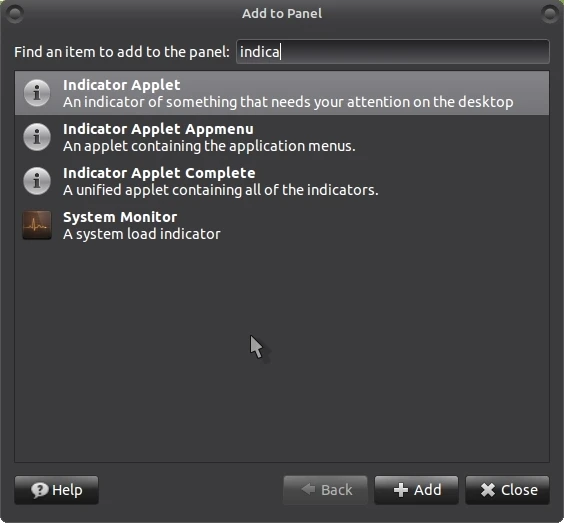 Add to Panel
Find an item to add to the panel: indica
Indicator Applet
An indicator of something that needs your attention on the desktop
Indicator Applet Appmenu
An applet containing the application menus.
Indicator Applet Complete
A unified applet containing all of the indicators.
System Monitor
A system load indicator
Help Back Add Close